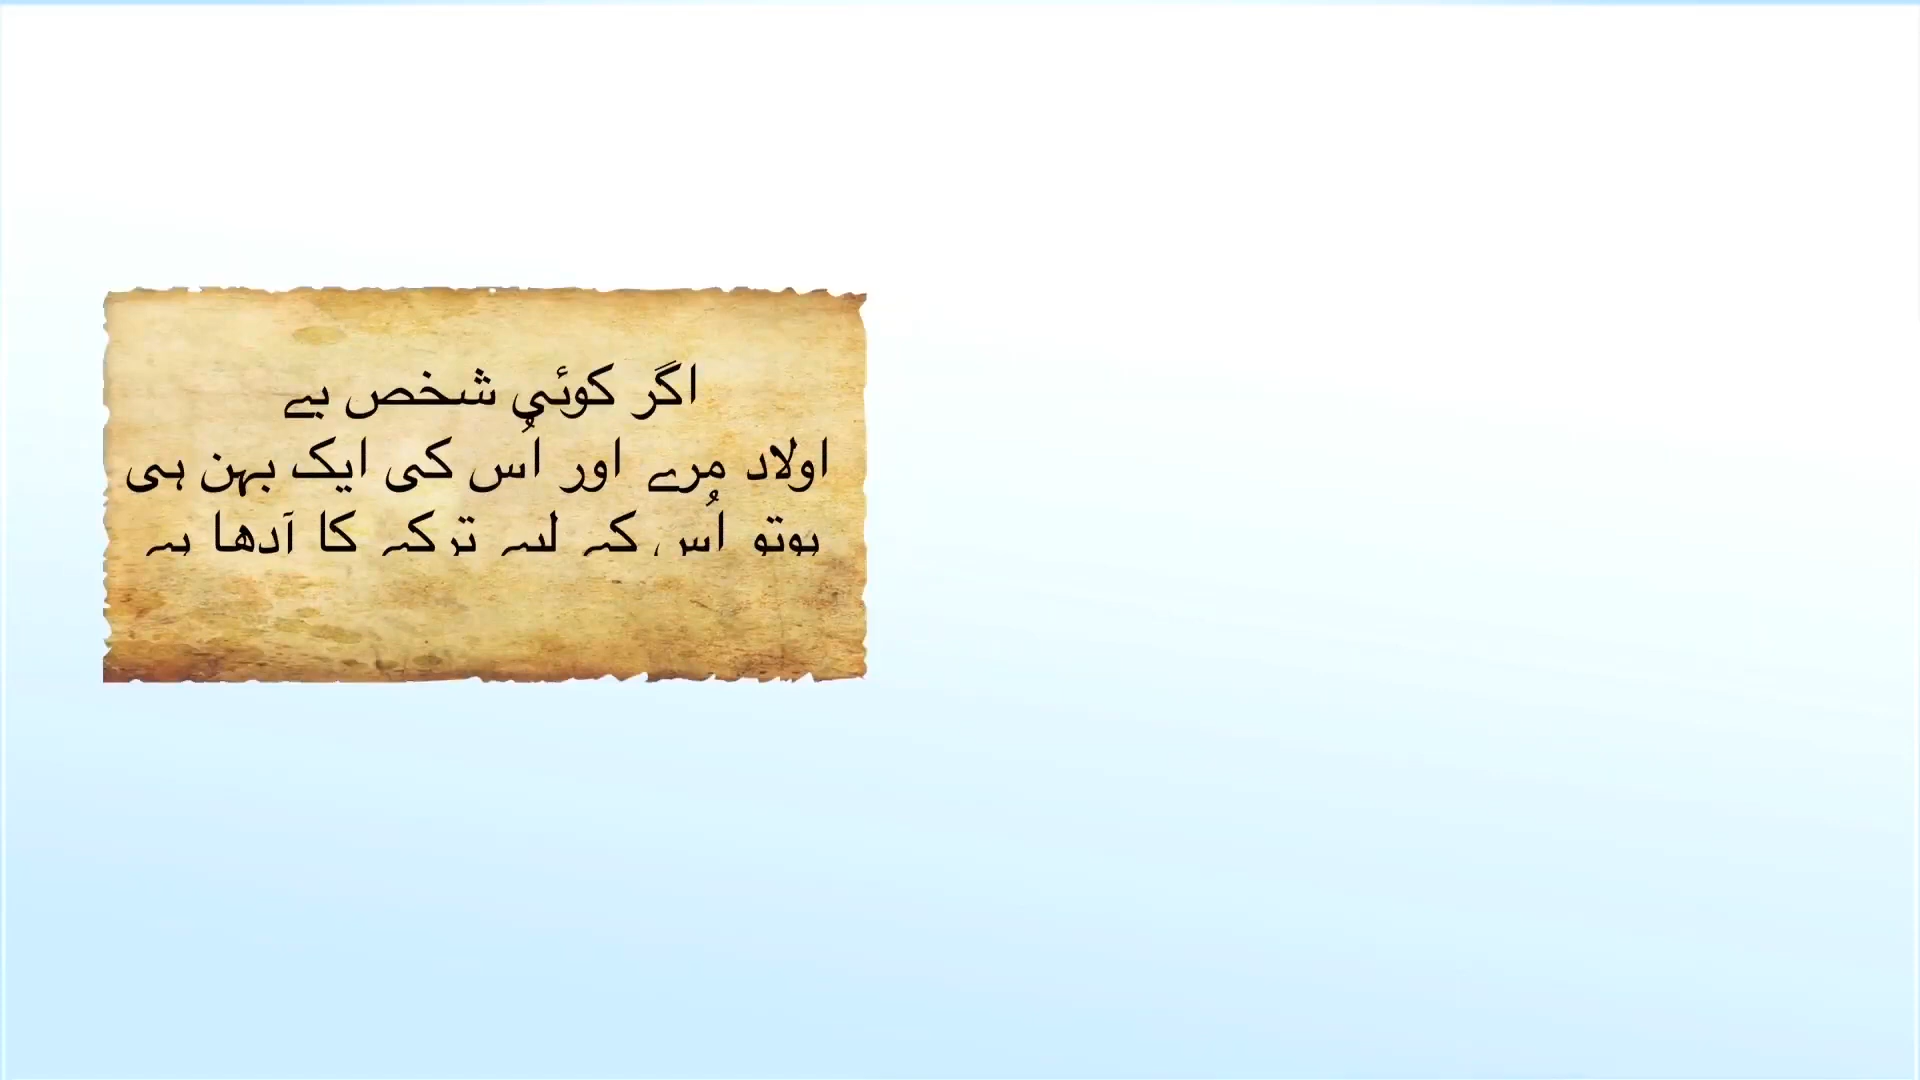 اگر کوئی شخص بے
اولاد مرے اور اُس کی ایک بہن ہی
ہوتو اُس کے لیے ترکے کا آدھا ہے